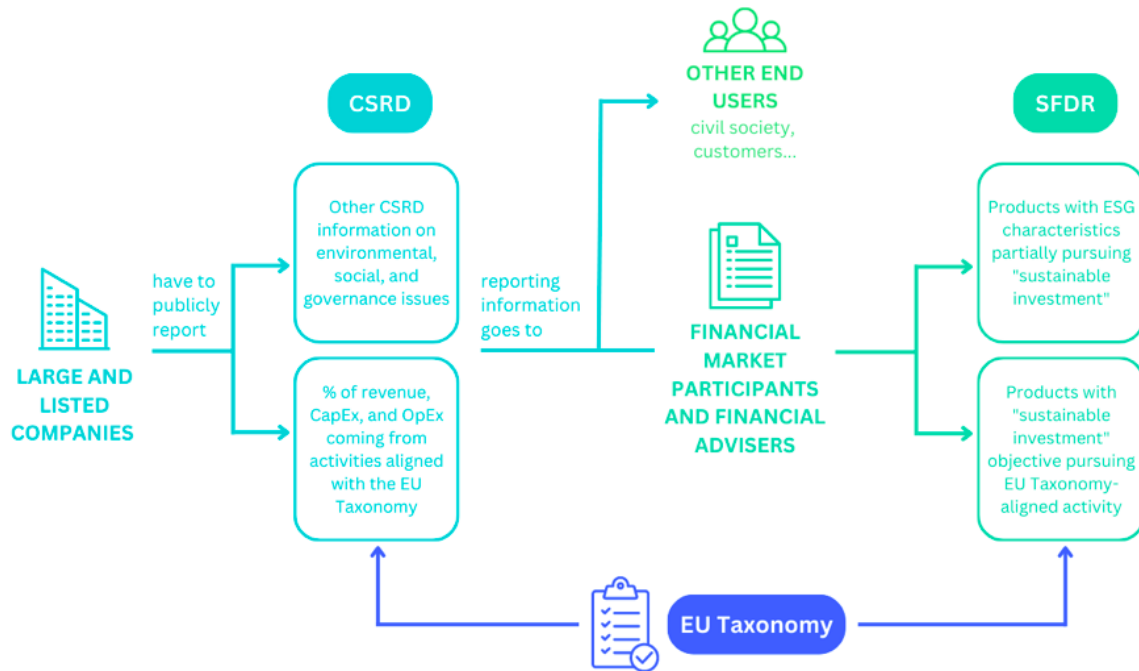 LARGE AND
LISTED
COMPANIES
have to
publicly
report
CSRD
Other CSRD
information on
environmental,
social, and
governance issues
% of revenue,
CapEx, and OpEx
coming from
activities aligned
with the EU
Taxonomy
reporting
information
goes to
OTHER END
USERS
civil society,
customers...
FINANCIAL
MARKET
PARTICIPANTS
AND FINANCIAL
ADVISERS
SFDR
Products with ESG
characteristics
partially pursuing
"sustainable
investment"
Products with
"sustainable
investment"
objective pursuing
EU Taxonomy-
aligned activity
EU Taxonomy